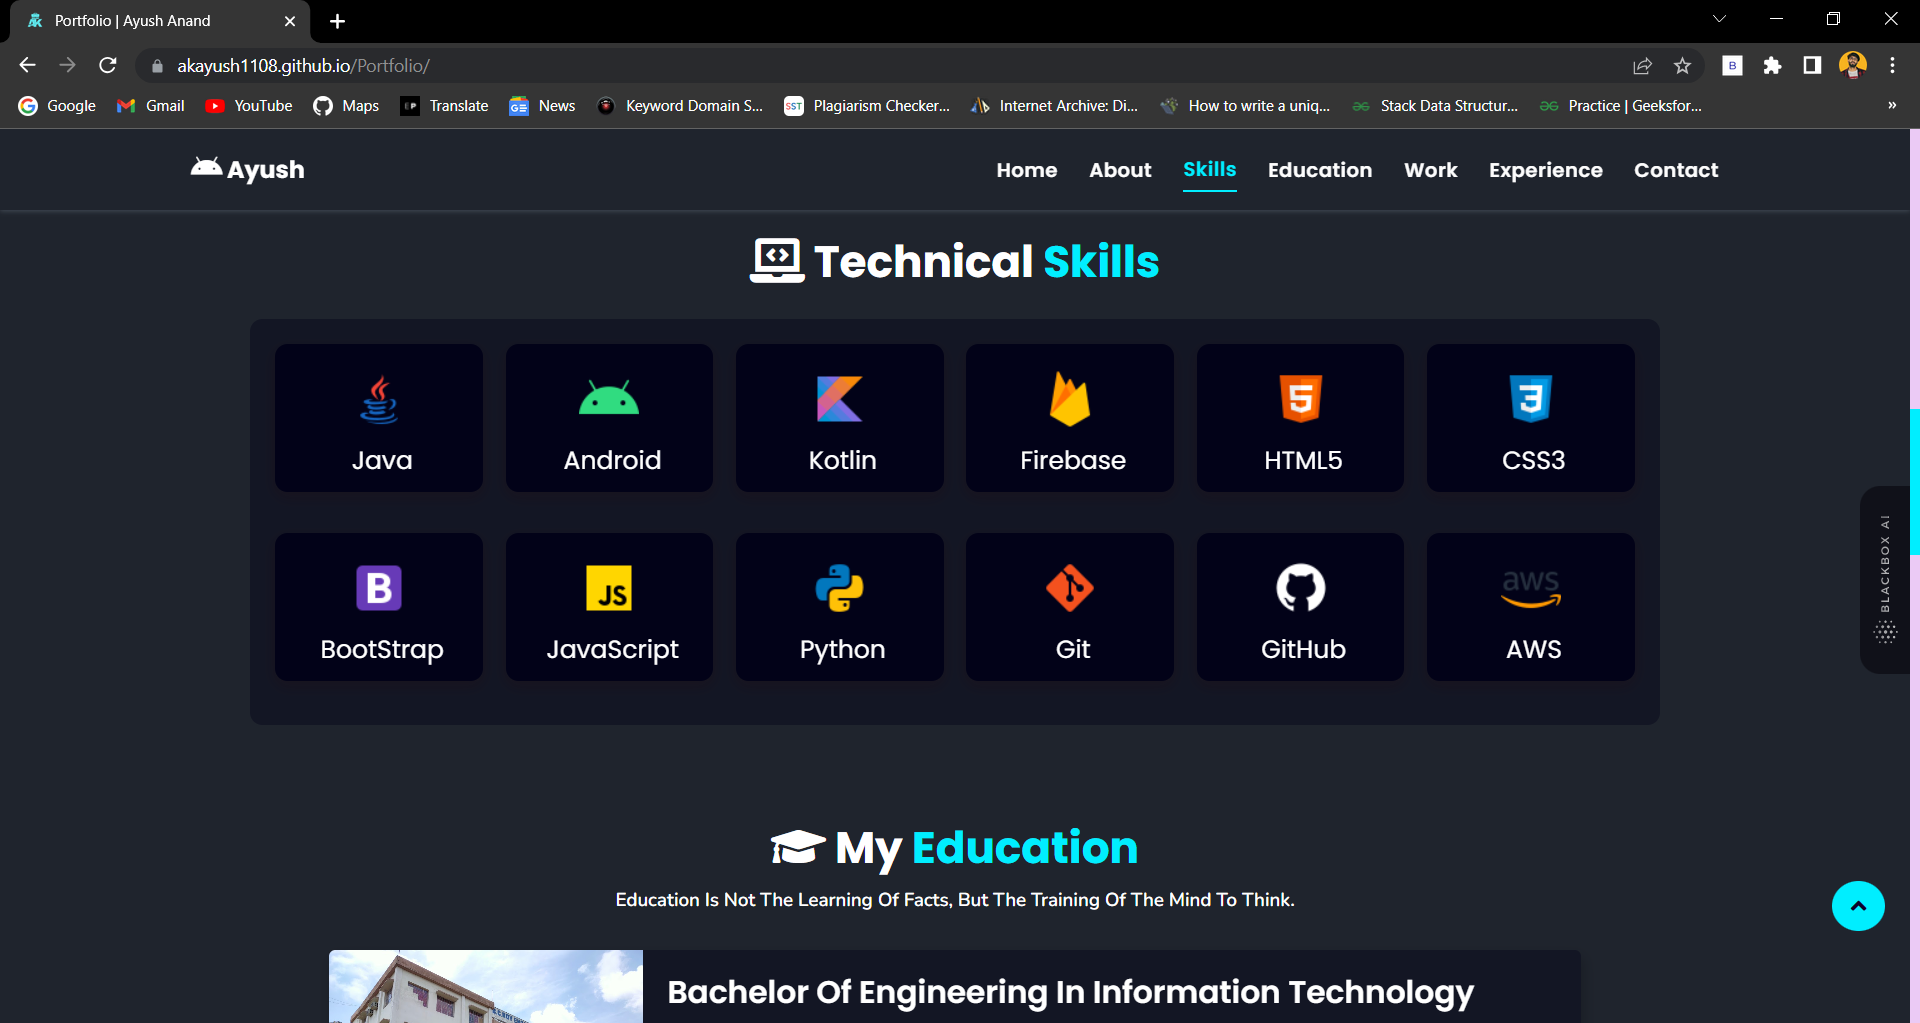 Portfolio | Ayush Anand
akayush1108.github.io/Portfolio/
Google Gmail YouTube Maps Translate News Keyword Domain S... Plagiarism Checker... Internet Archive: Di... How to write a uniq... Stack Data Structur... Practice | Geeksfor... »
Ayush Home About Skills Education Work Experience Contact
Technical Skills
Java Android Kotlin Firebase HTML5 CSS3
BLACKBOX AI
BootStrap JavaScript Python Git GitHub AWS
My Education
Education Is Not The Learning Of Facts, But The Training Of The Mind To Think.
Bachelor Of Engineering In Information Technology